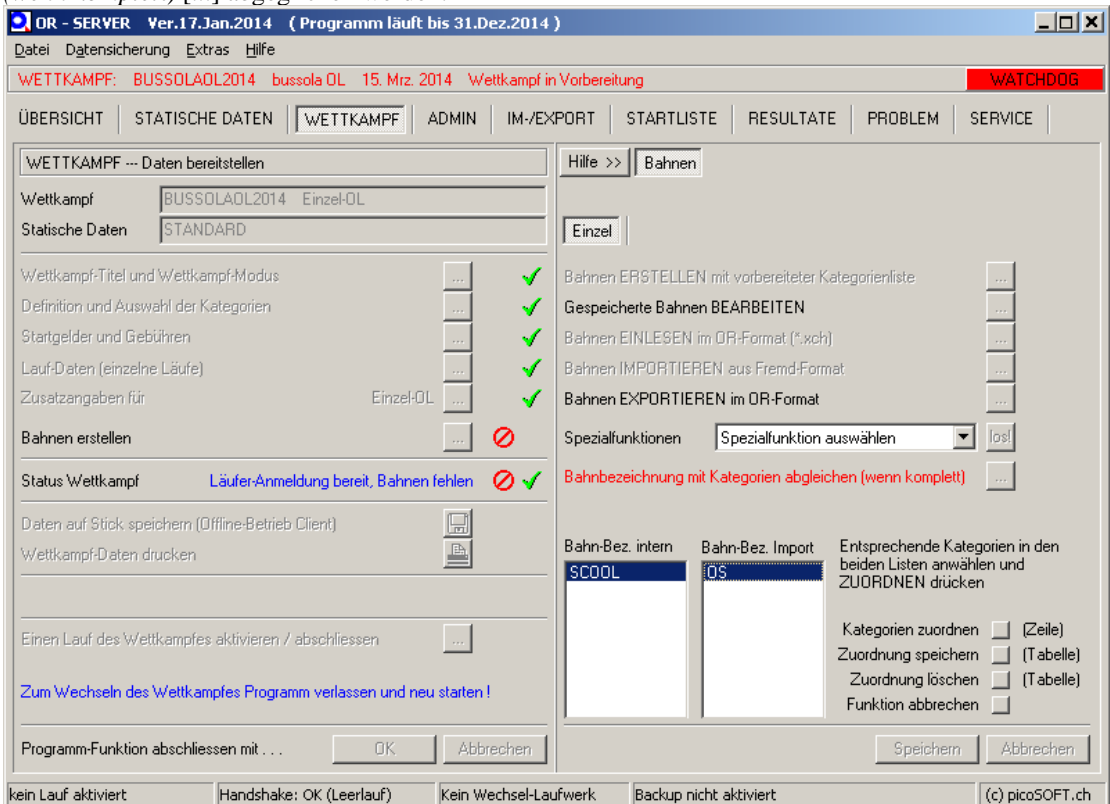 OR - SERVER   Ver.17.Jan.2014   ( Programm läuft bis 31.Dez.2014 )
Datei Datensicherung Extras Hilfe
WETTKAMPF: BUSSOLAOL2014 bussola OL 15. Mrz. 2014 Wettkampf in Vorbereitung
WATCHDOG
ÜBERSICHT STATISCHE DATEN WETTKAMPF ADMIN IM-/EXPORT STARTLISTE RESULTATE PROBLEM SERVICE
WETTKAMPF --- Daten bereitstellen
Wettkampf BUSSOLAOL2014 Einzel-OL
Statische Daten STANDARD
Wettkampf-Titel und Wettkampf-Modus ...
Definition und Auswahl der Kategorien ...
Startgelder und Gebühren ...
Lauf-Daten (einzelne Läufe) ...
Zusatzangaben für Einzel-OL ...
Bahnen erstellen ...
Status Wettkampf Läufer-Anmeldung bereit, Bahnen fehlen
Daten auf Stick speichern (Offline-Betrieb Client)
Wettkampf-Daten drucken
Einen Lauf des Wettkampfes aktivieren / abschliessen ...
Zum Wechseln des Wettkampfes Programm verlassen und neu starten !
Programm-Funktion abschliessen mit . . . OK Abbrechen
Hilfe >> Bahnen
Einzel
Bahnen ERSTELLEN mit vorbereiteter Kategorienliste ...
Gespeicherte Bahnen BEARBEITEN ...
Bahnen EINLESEN im OR-Format (*.xch) ...
Bahnen IMPORTIEREN aus Fremd-Format ...
Bahnen EXPORTIEREN im OR-Format ...
Spezialfunktionen Spezialfunktion auswählen los!
Bahnbezeichnung mit Kategorien abgleichen (wenn komplett) ...
Bahn-Bez. intern
SCOOL
Bahn-Bez. Import
OS
Entsprechende Kategorien in den
beiden Listen anwählen und
ZUORDNEN drücken
Kategorien zuordnen (Zeile)
Zuordnung speichern (Tabelle)
Zuordnung löschen (Tabelle)
Funktion abbrechen
Speichern Abbrechen
kein Lauf aktiviert Handshake: OK (Leerlauf) Kein Wechsel-Laufwerk Backup nicht aktiviert (c) picoSOFT.ch